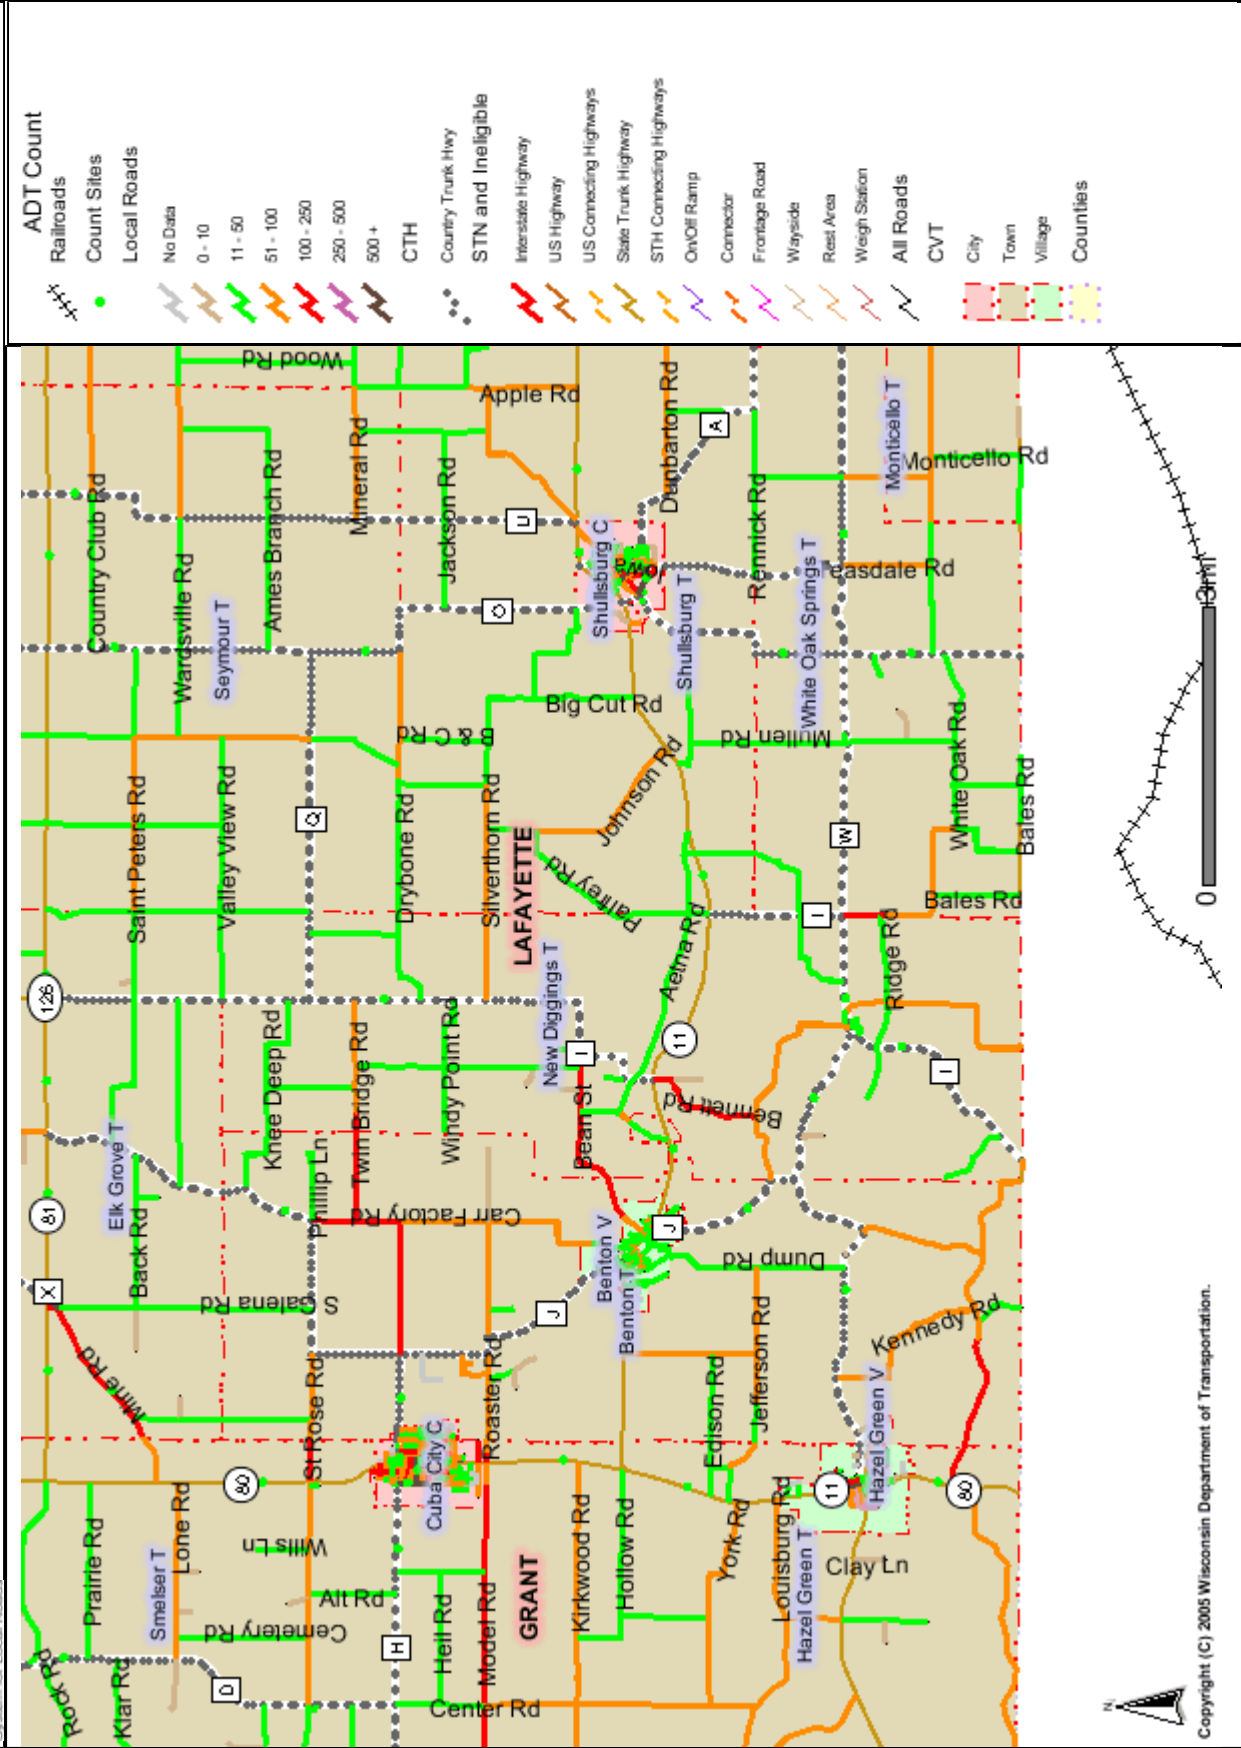 ADT Count
Railroads
Count Sites
Local Roads
No Data
0 - 10
11 - 50
51 - 100
100 - 250
250 - 500
500 +
CTH
Country Trunk Hwy
STN and Ineligible
Interstate Highway
US Highway
US Connecting Highways
State Trunk Highway
STH Connecting Highways
On/Off Ramp
Connector
Frontage Road
Wayside
Rest Area
Weigh Station
All Roads
CVT
City
Town
Village
Counties
Wood Rd
Apple Rd
Dunbarton Rd
A
Monticello T
Monticello Rd
Country Club Rd
Mineral Rd
Ames Branch Rd
Jackson Rd
U
Wardsville Rd
Seymour T
O
Shullsburg C
Iowa
Shullsburg T
Rennick Rd
easdale Rd
White Oak Springs T
Big Cut Rd
B & C Rd
Mullen Rd
White Oak Rd
Bales Rd
Saint Peters Rd
Valley View Rd
Q
Drybone Rd
Silverthorn Rd
LAFAYETTE
Johnson Rd
Palfrey Rd
W
I
Bales Rd
Aetna Rd
Ridge Rd
126
New Diggings T
I
11
I
Knee Deep Rd
Twin Bridge Rd
Windy Point Rd
Bean St
Bennett Rd
Elk Grove T
Phillip Ln
81
Back Rd
Carr Factory Rd
Benton V
Benton T
J
Dump Rd
X
S Galena Rd
J
Kennedy Rd
Mine Rd
St Rose Rd
Roaster Rd
Edison Rd
Jefferson Rd
Cuba City C
Hazel Green V
80
11
80
Prairie Rd
Lone Rd
Wills Ln
Smelser T
Alt Rd
Cemetery Rd
H
Heil Rd
Model Rd
GRANT
Kirkwood Rd
Hollow Rd
York Rd
Louisburg Rd
Hazel Green T
Clay Ln
Rock Rd
Klar Rd
D
Center Rd
0
3mi
N
Copyright (C) 2005 Wisconsin Department of Transportation.